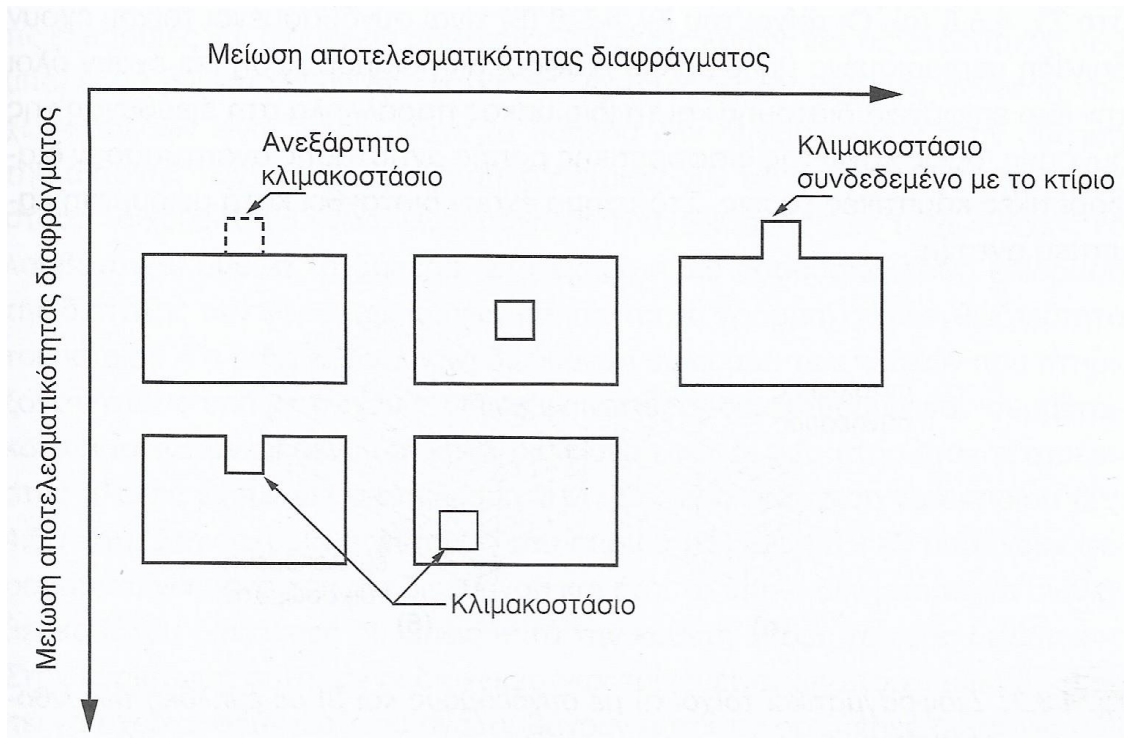 Μείωση αποτελεσματικότητας διαφράγματος
Μείωση αποτελεσματικότητας διαφράγματος
Ανεξάρτητο
κλιμακοστάσιο
Κλιμακοστάσιο
συνδεδεμένο με το κτίριο
Κλιμακοστάσιο